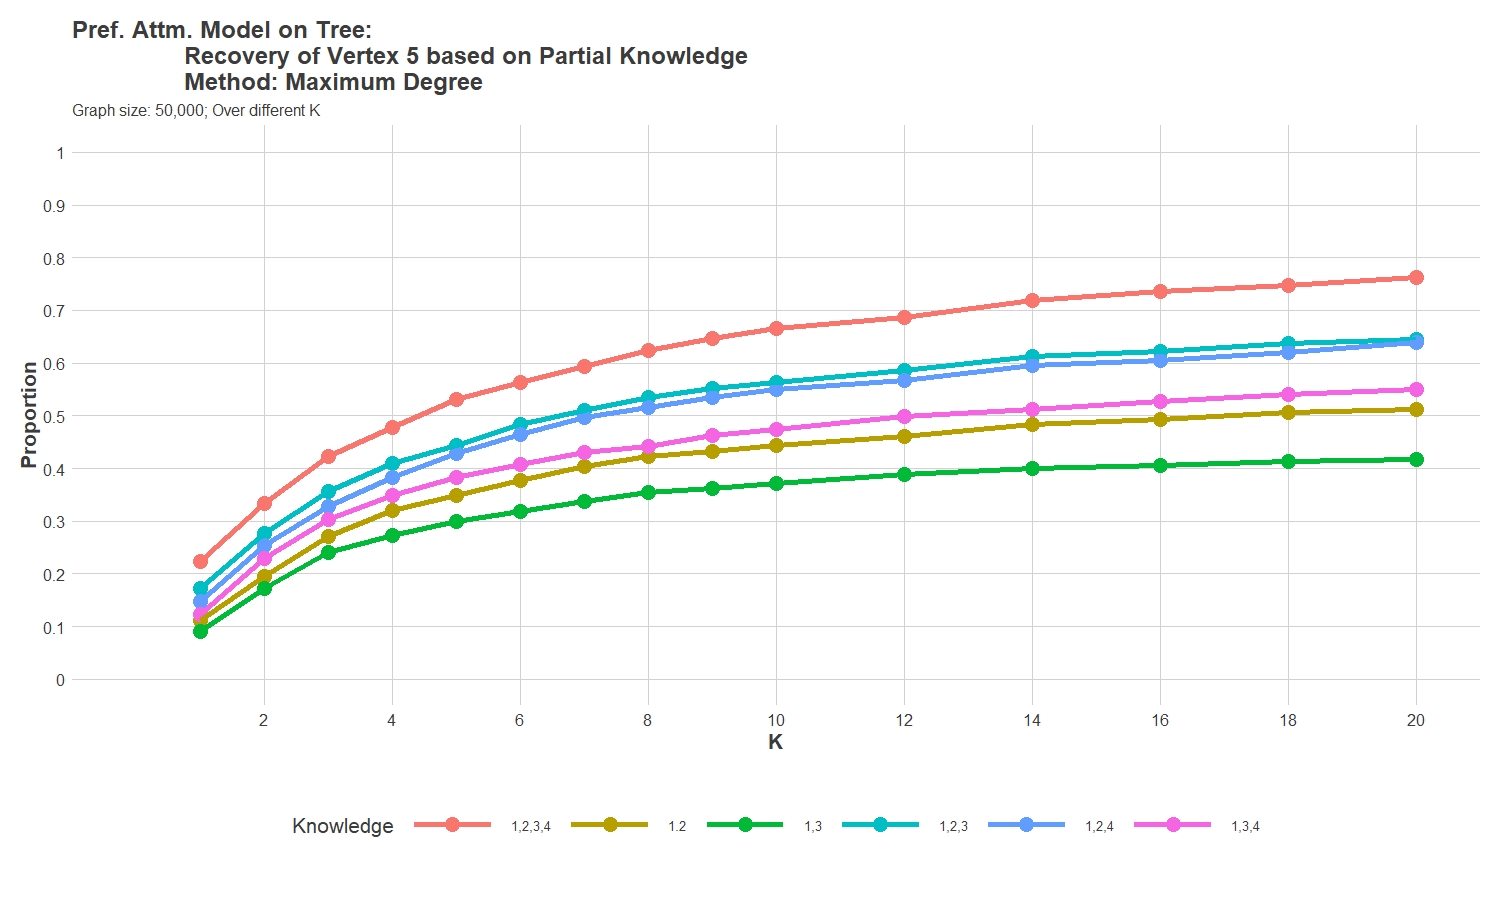 Pref. Attm. Model on Tree:
Recovery of Vertex 5 based on Partial Knowledge
Method: Maximum Degree
Graph size: 50,000; Over different K
1
0.9
0.8
0.7
0.6
0.5
0.4
0.3
0.2
0.1
0
Proportion
2 4 6 8 10 12 14 16 18 20
K
Knowledge 1,2,3,4 1.2 1,3 1,2,3 1,2,4 1,3,4